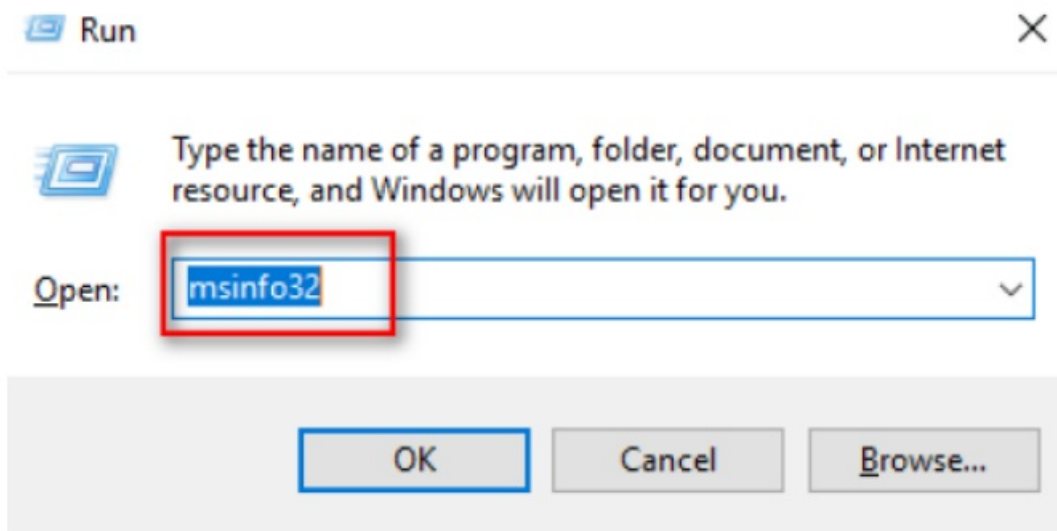 Run
Type the name of a program, folder, document, or Internet
resource, and Windows will open it for you.
Open: msinfo32
OK Cancel Browse...